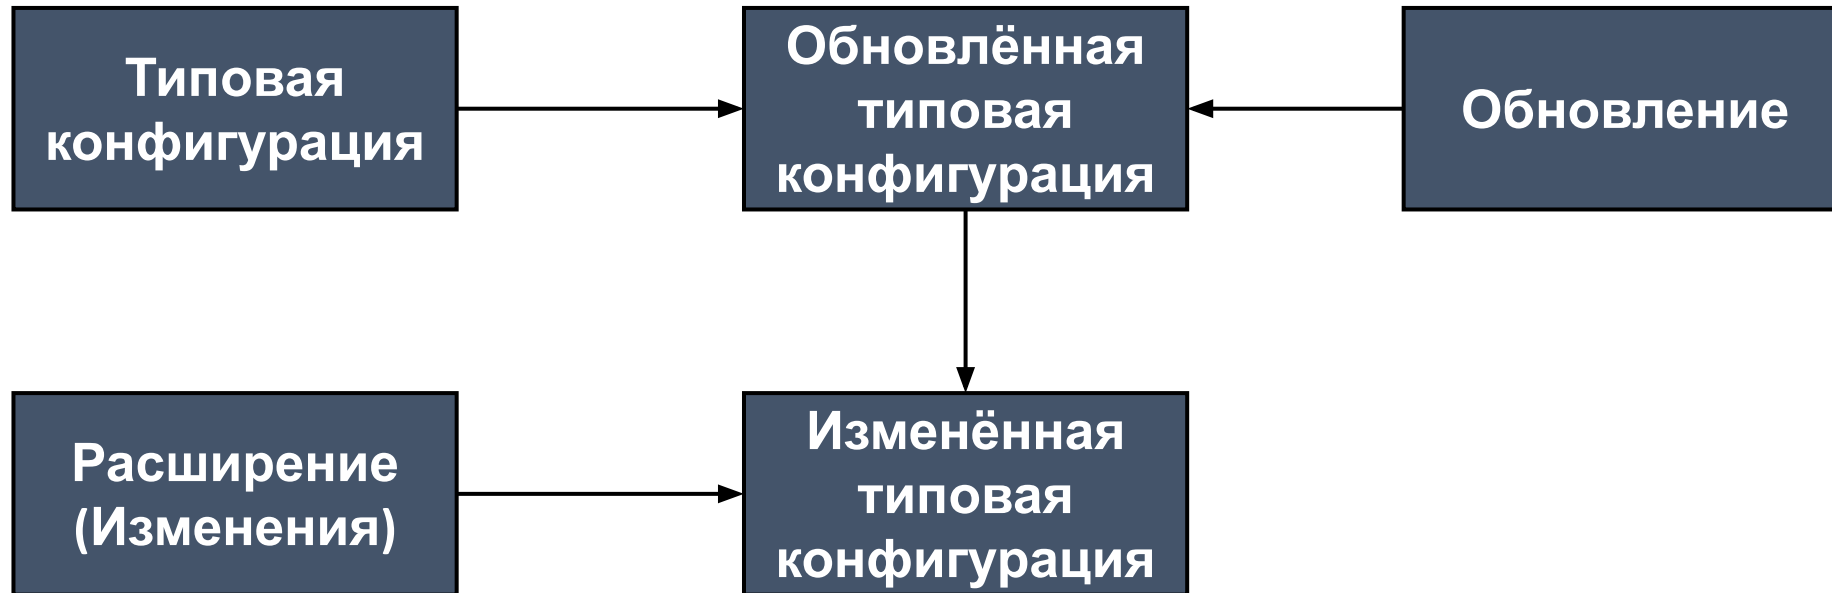 Типовая
конфигурация
Обновлённая
типовая
конфигурация
Обновление
Расширение
(Изменения)
Изменённая
типовая
конфигурация